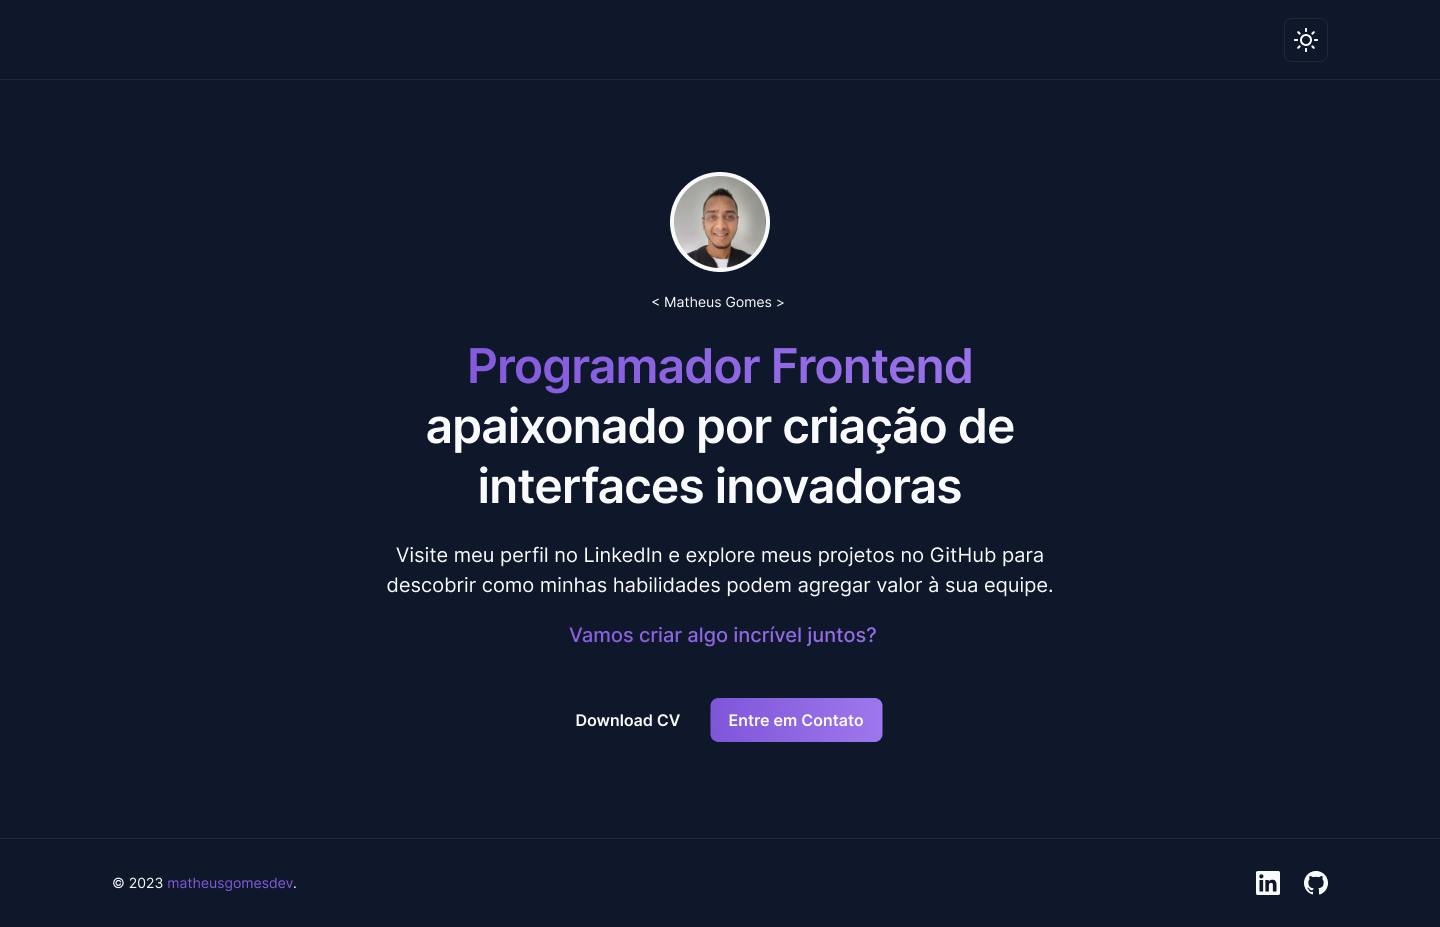 < Matheus Gomes >
Programador Frontend
apaixonado por criação de
interfaces inovadoras
Visite meu perfil no LinkedIn e explore meus projetos no GitHub para
descobrir como minhas habilidades podem agregar valor à sua equipe.
Vamos criar algo incrível juntos?
Download CV
Entre em Contato
© 2023 matheusgomesdev.
in